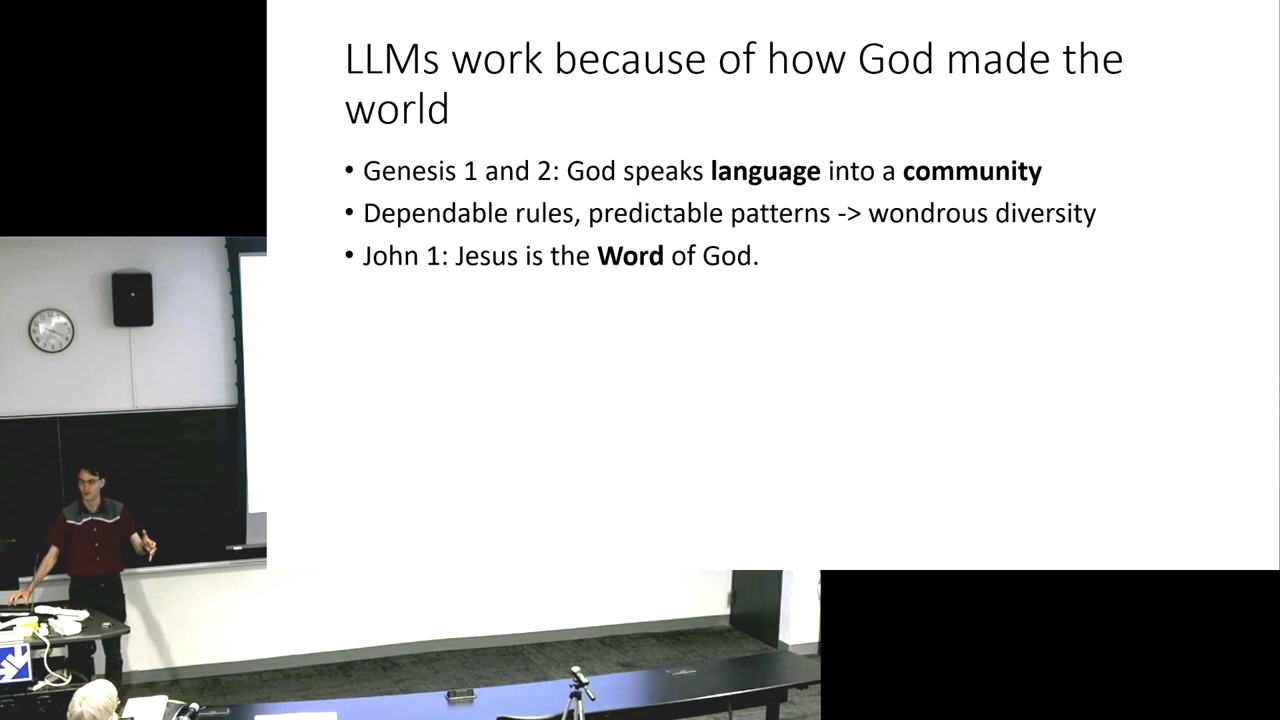 LLMs work because of how God made the
world
• Genesis 1 and 2: God speaks language into a community
• Dependable rules, predictable patterns -> wondrous diversity
• John 1: Jesus is the Word of God.